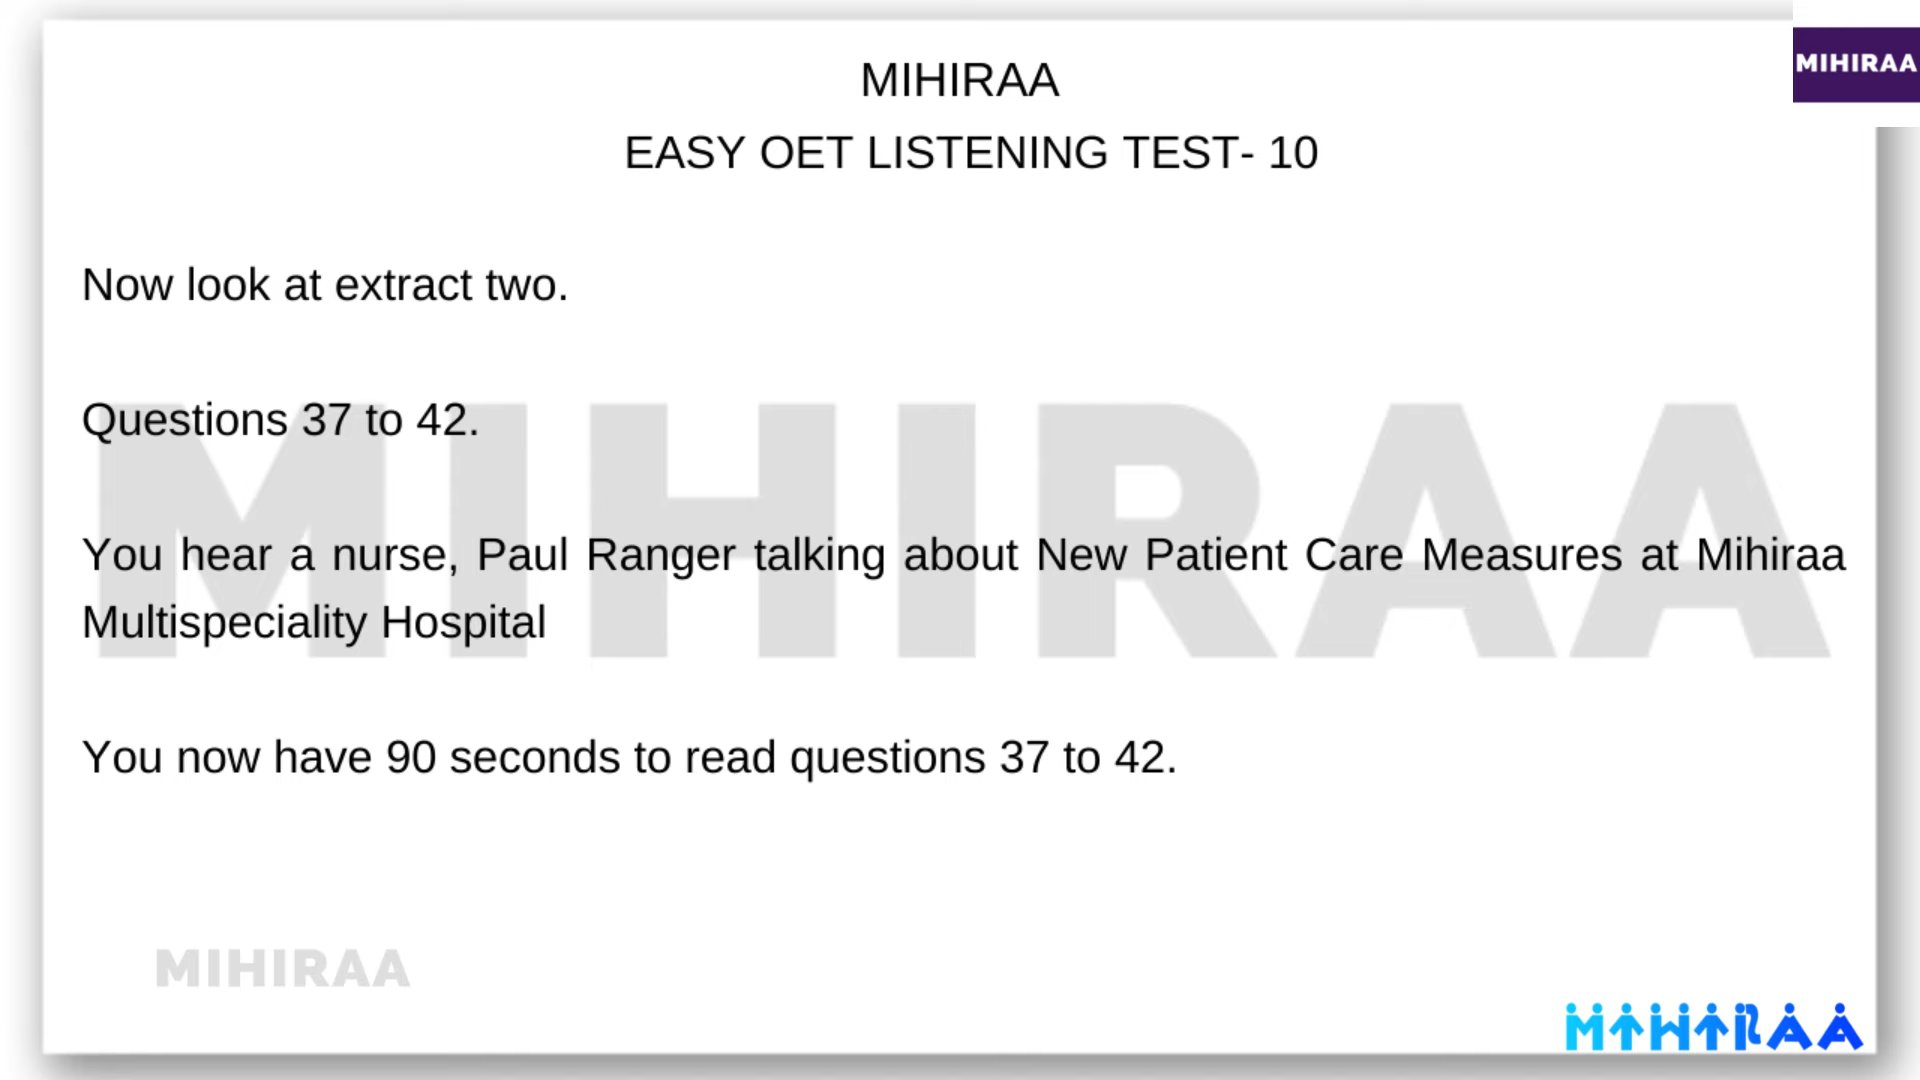 MIHIRAA
MIHIRAA
EASY OET LISTENING TEST- 10
Now look at extract two.
Questions 37 to 42.
MIHIRAA
You hear a nurse, Paul Ranger talking about New Patient Care Measures at Mihiraa
Multispeciality Hospital
You now have 90 seconds to read questions 37 to 42.
MIHIRAA
MIHIRAA